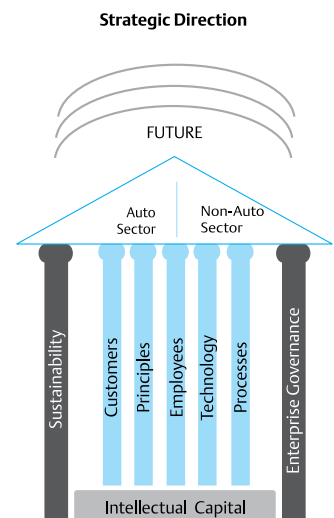 Strategic Direction
FUTURE
Auto
Sector
Non-Auto
Sector
Sustainability
Customers
Principles
Employees
Technology
Processes
Enterprise Governance
Intellectual Capital